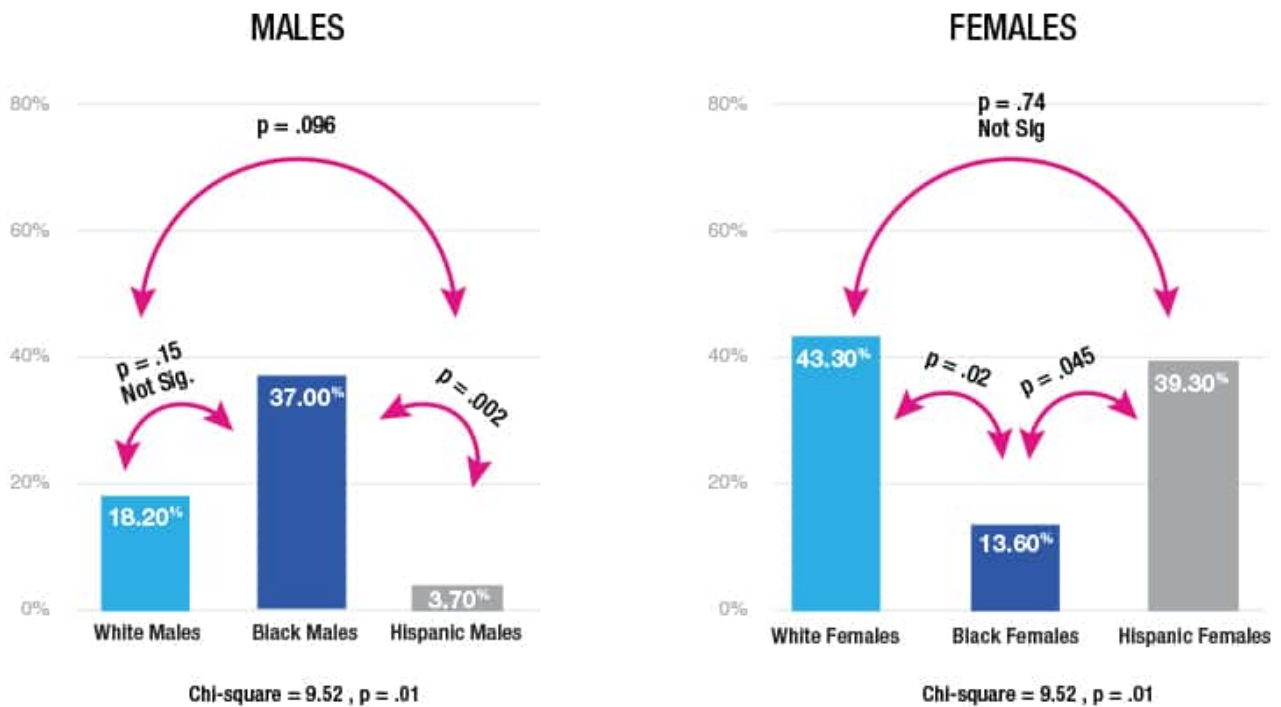 MALES
80%
p = .096
60%
40%
p = .15
Not Sig.
37.00%
p = .002
20%
18.20%
3.70%
0%
White Males Black Males Hispanic Males
Chi-square = 9.52 , p = .01
FEMALES
80%
p = .74
Not Sig
60%
40%
43.30%
p = .02
p = .045
39.30%
20%
13.60%
0%
White Females Black Females Hispanic Females
Chi-square = 9.52 , p = .01